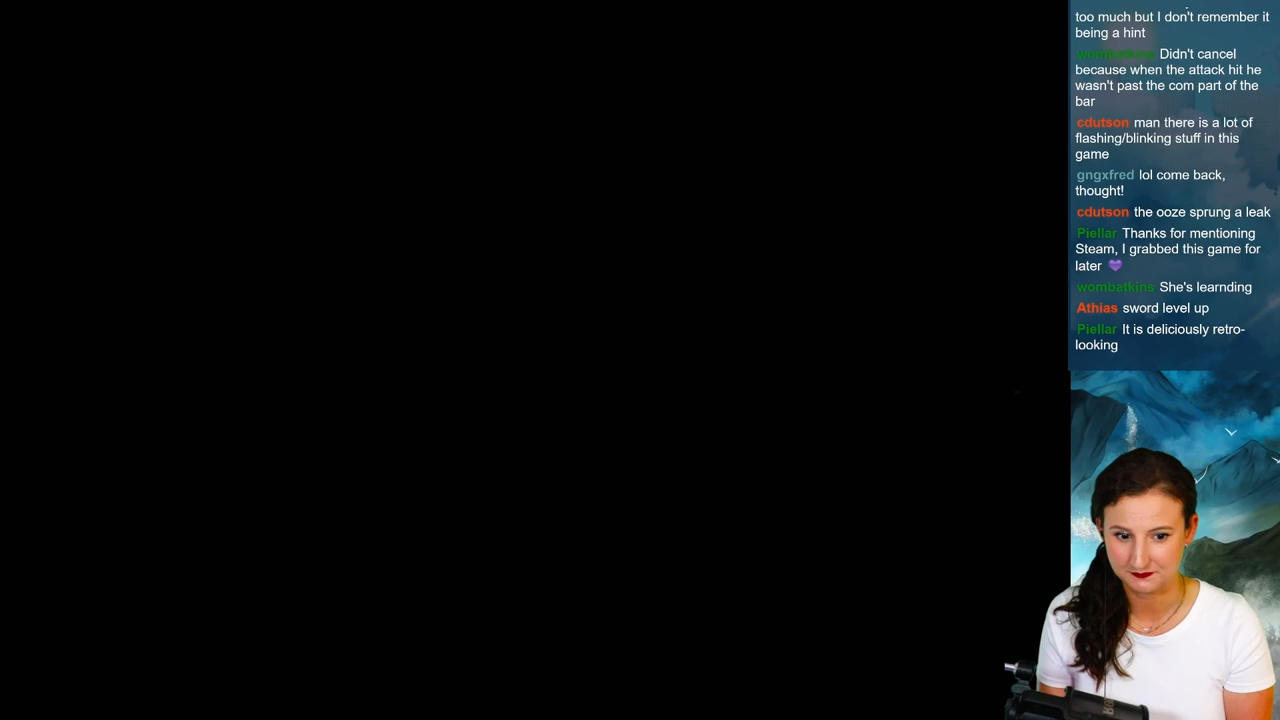 too much but I don't remember it
being a hint
wombatkins Didn't cancel
because when the attack hit he
wasn't past the com part of the
bar
cdutson man there is a lot of
flashing/blinking stuff in this
game
gngxfred lol come back,
thought!
cdutson the ooze sprung a leak
Piellar Thanks for mentioning
Steam, I grabbed this game for
later
wombatkins She's learnding
Athias sword level up
Piellar It is deliciously retro-
looking